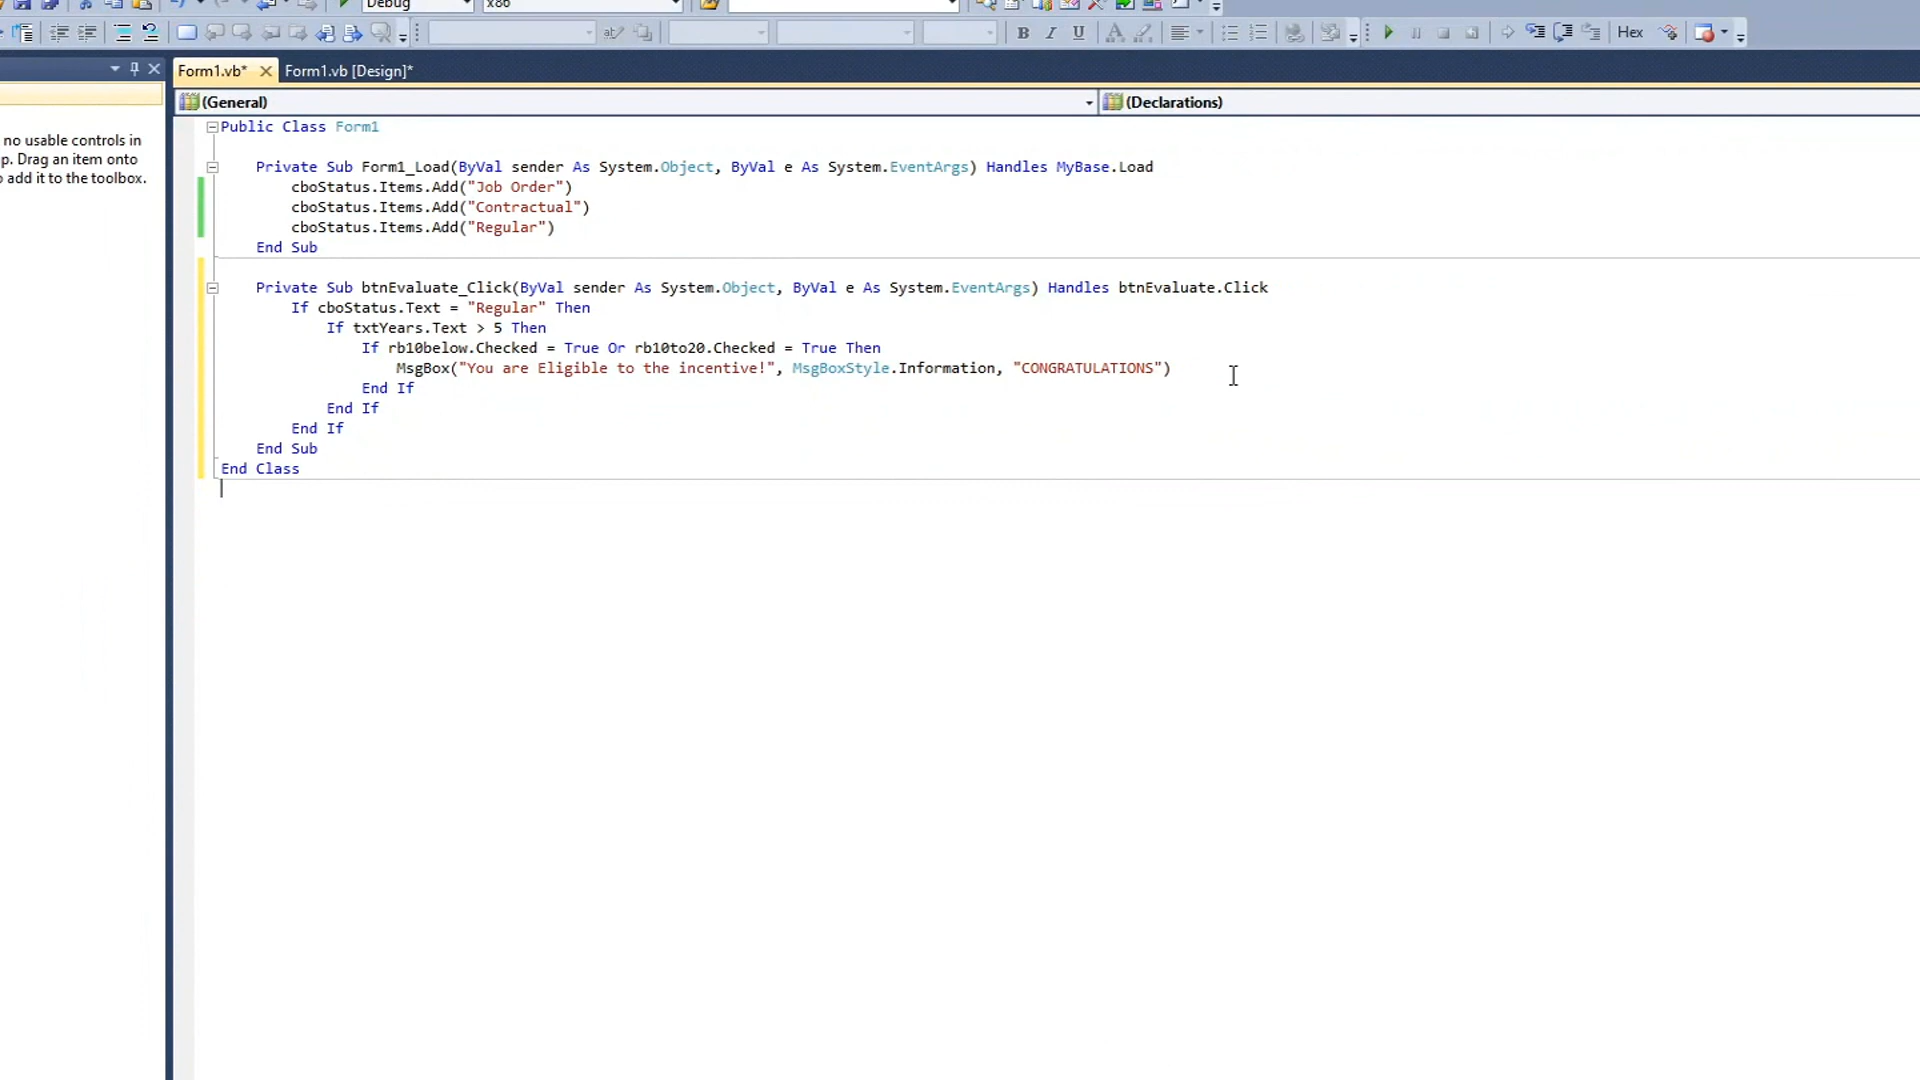 Debug x86
Hex
Form1.vb* Form1.vb [Design]*
(General) (Declarations)
no usable controls in
p. Drag an item onto
o add it to the toolbox.
Public Class Form1
Private Sub Form1_Load(ByVal sender As System.Object, ByVal e As System.EventArgs) Handles MyBase.Load
cboStatus.Items.Add("Job Order")
cboStatus.Items.Add("Contractual")
cboStatus.Items.Add("Regular")
End Sub
Private Sub btnEvaluate_Click(ByVal sender As System.Object, ByVal e As System.EventArgs) Handles btnEvaluate.Click
If cboStatus.Text = "Regular" Then
If txtYears.Text > 5 Then
If rb10below.Checked = True Or rb10to20.Checked = True Then
MsgBox("You are Eligible to the incentive!", MsgBoxStyle.Information, "CONGRATULATIONS")
End If
End If
End If
End Sub
End Class